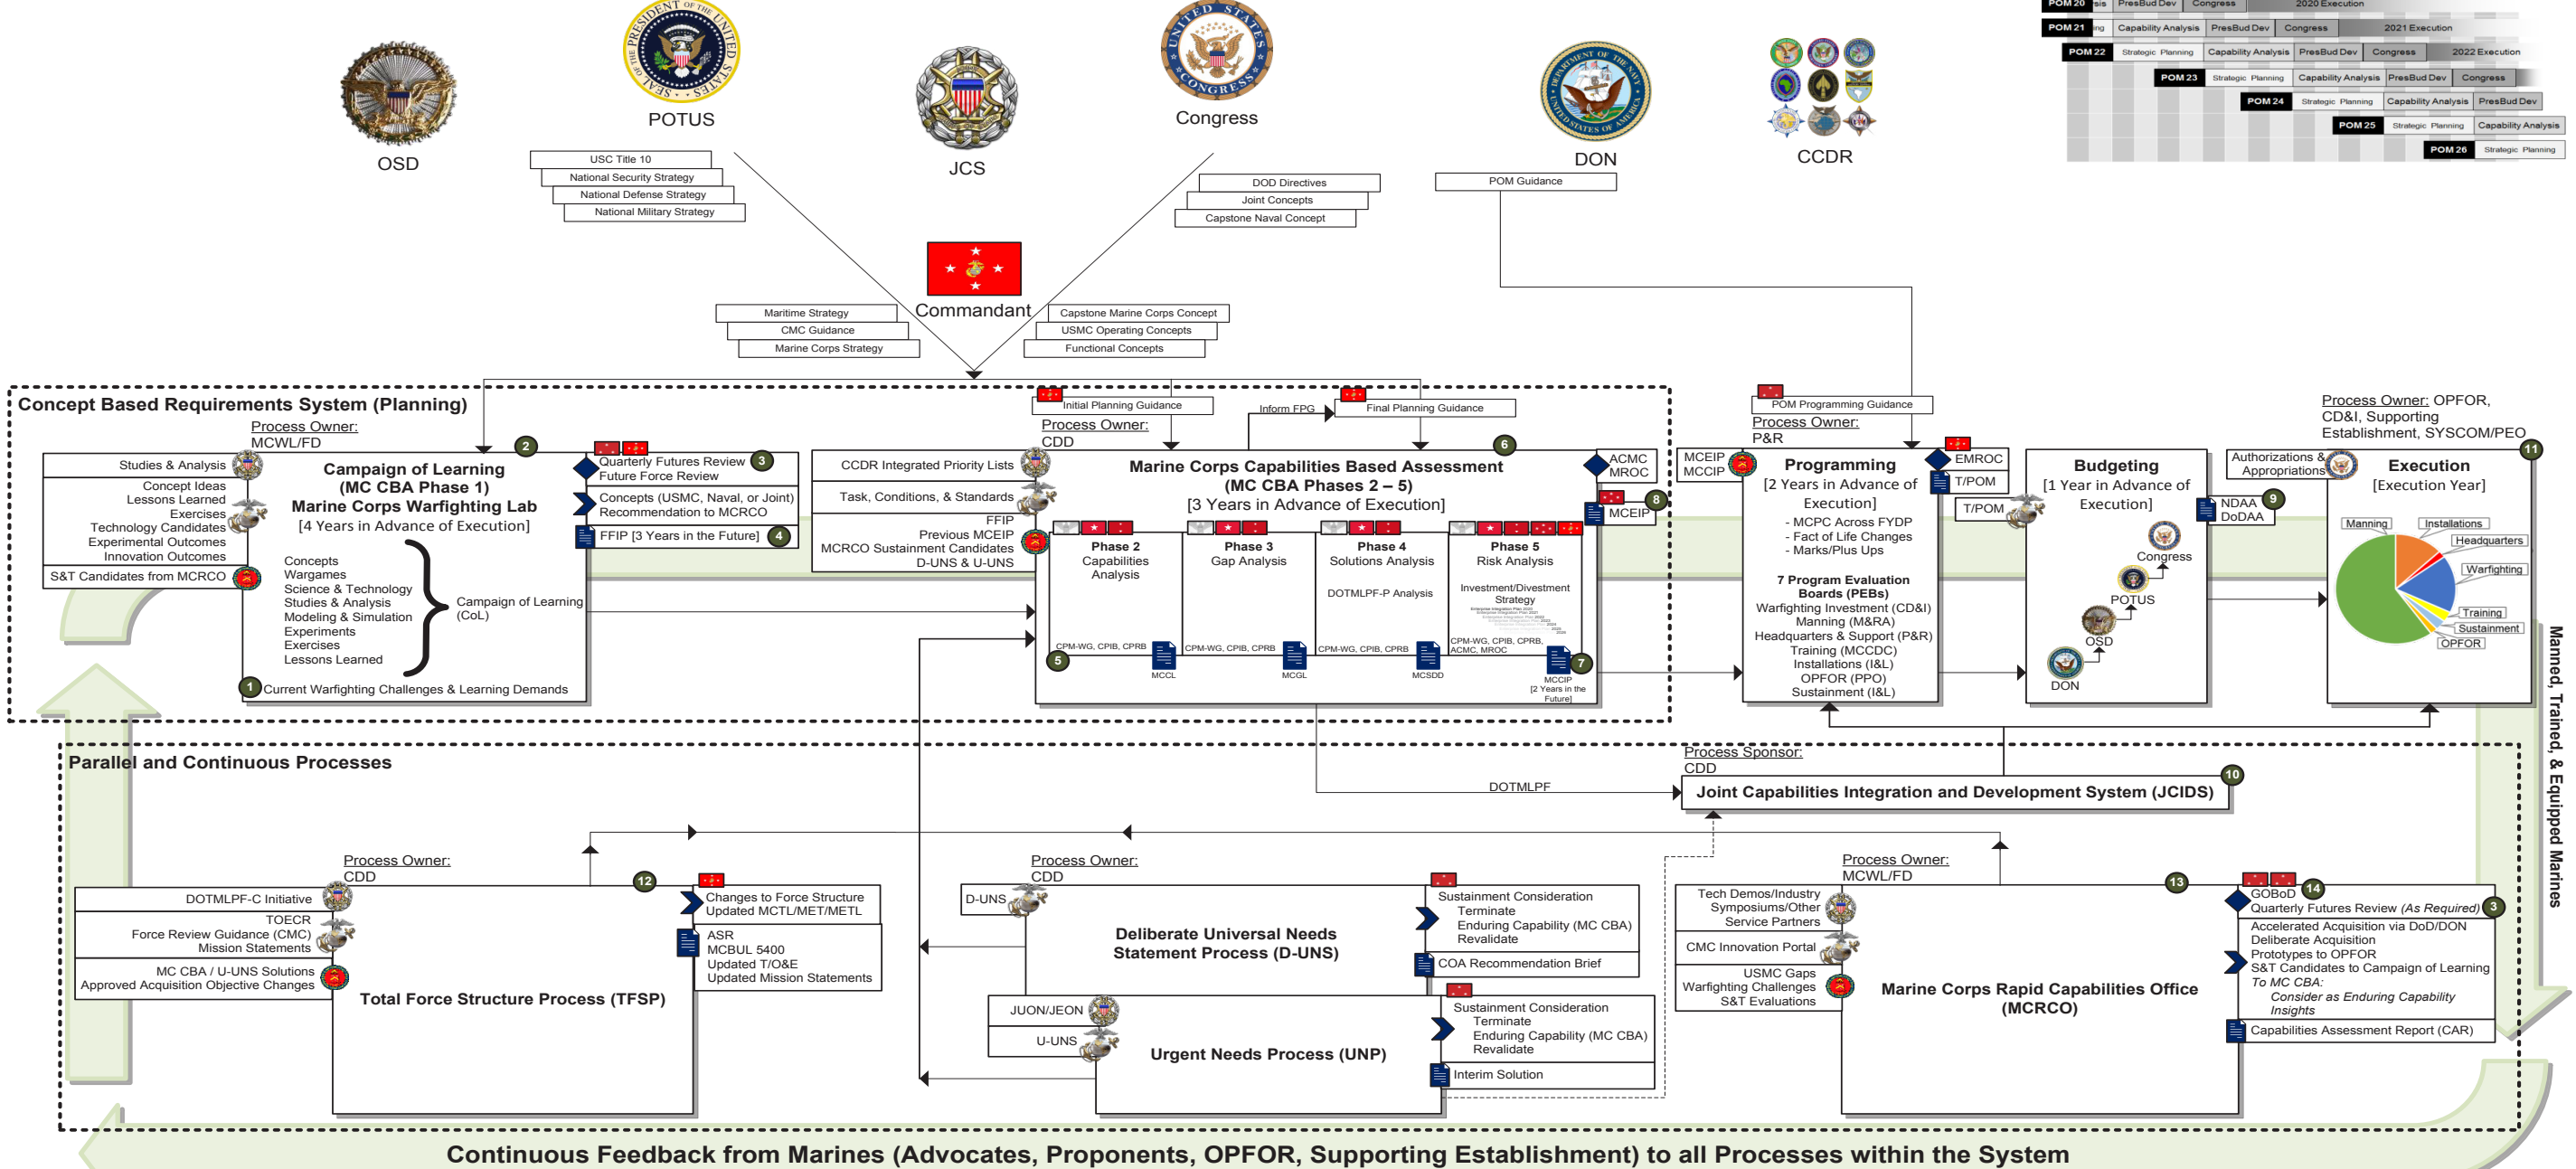 POM 20
PresBud Dev
Congress
2020 Execution
POM 21
Capability Analysis
PresBud Dev
Congress
2021 Execution
POM 22
Strategic Planning
Capability Analysis
PresBud Dev
Congress
2022 Execution
POM 23
Strategic Planning
Capability Analysis
PresBud Dev
Congress
POM 24
Strategic Planning
Capability Analysis
PresBud Dev
POM 25
Strategic Planning
Capability Analysis
POM 26
Strategic Planning
OSD
POTUS
JCS
Congress
DON
CCDR
USC Title 10
National Security Strategy
National Defense Strategy
National Military Strategy
DOD Directives
Joint Concepts
Capstone Naval Concept
POM Guidance
Commandant
Maritime Strategy
CMC Guidance
Marine Corps Strategy
Capstone Marine Corps Concept
USMC Operating Concepts
Functional Concepts
Concept Based Requirements System (Planning)
Process Owner:
MCWL/FD
2
Studies & Analysis
Concept Ideas
Lessons Learned
Exercises
Technology Candidates
Experimental Outcomes
Innovation Outcomes
S&T Candidates from MCRCO
Campaign of Learning
(MC CBA Phase 1)
Marine Corps Warfighting Lab
[4 Years in Advance of Execution]
Concepts
Wargames
Science & Technology
Studies & Analysis
Modeling & Simulation
Experiments
Exercises
Lessons Learned
Campaign of Learning
(CoL)
1
Current Warfighting Challenges & Learning Demands
Quarterly Futures Review
3
Future Force Review
Concepts (USMC, Naval, or Joint)
Recommendation to MCRCO
FFIP [3 Years in the Future]
4
Initial Planning Guidance
Inform FPG
Final Planning Guidance
Process Owner:
CDD
6
CCDR Integrated Priority Lists
Task, Conditions, & Standards
FFIP
Previous MCEIP
MCRCO Sustainment Candidates
D-UNS & U-UNS
Marine Corps Capabilities Based Assessment
(MC CBA Phases 2 – 5)
[3 Years in Advance of Execution]
Phase 2
Capabilities
Analysis
CPM-WG, CPIB, CPRB
5
MCCL
Phase 3
Gap Analysis
CPM-WG, CPIB, CPRB
MCGL
Phase 4
Solutions Analysis
DOTMLPF-P Analysis
CPM-WG, CPIB, CPRB
MCSDD
Phase 5
Risk Analysis
Investment/Divestment
Strategy
CPM-WG, CPIB, CPRB,
ACMC, MROC
7
MCCIP
[2 Years in the
Future]
ACMC
MROC
8
MCEIP
POM Programming Guidance
Process Owner:
P&R
MCEIP
MCCIP
Programming
[2 Years in Advance of
Execution]
- MCPC Across FYDP
- Fact of Life Changes
- Marks/Plus Ups
7 Program Evaluation
Boards (PEBs)
Warfighting Investment (CD&I)
Manning (M&RA)
Headquarters & Support (P&R)
Training (MCCDC)
Installations (I&L)
OPFOR (PPO)
Sustainment (I&L)
EMROC
T/POM
T/POM
Budgeting
[1 Year in Advance of
Execution]
Congress
POTUS
OSD
DON
NDAA
DoDAA
9
Process Owner: OPFOR,
CD&I, Supporting
Establishment, SYSCOM/PEO
11
Authorizations &
Appropriations
Execution
[Execution Year]
Manning
Installations
Headquarters
Warfighting
Training
Sustainment
OPFOR
Manned, Trained, & Equipped Marines
Parallel and Continuous Processes
DOTMLPF
Process Sponsor:
CDD
10
Joint Capabilities Integration and Development System (JCIDS)
Process Owner:
CDD
12
DOTMLPF-C Initiative
TOECR
Force Review Guidance (CMC)
Mission Statements
MC CBA / U-UNS Solutions
Approved Acquisition Objective Changes
Total Force Structure Process (TFSP)
Changes to Force Structure
Updated MCTL/MET/METL
ASR
MCBUL 5400
Updated T/O&E
Updated Mission Statements
Process Owner:
CDD
D-UNS
Deliberate Universal Needs
Statement Process (D-UNS)
Sustainment Consideration
Terminate
Enduring Capability (MC CBA)
Revalidate
COA Recommendation Brief
JUON/JEON
U-UNS
Urgent Needs Process (UNP)
Sustainment Consideration
Terminate
Enduring Capability (MC CBA)
Revalidate
Interim Solution
Process Owner:
MCWL/FD
13
Tech Demos/Industry
Symposiums/Other
Service Partners
CMC Innovation Portal
USMC Gaps
Warfighting Challenges
S&T Evaluations
Marine Corps Rapid Capabilities Office
(MCRCO)
GOBoD
14
Quarterly Futures Review (As Required)
3
Accelerated Acquisition via DoD/DON
Deliberate Acquisition
Prototypes to OPFOR
S&T Candidates to Campaign of Learning
To MC CBA:
Consider as Enduring Capability
Insights
Capabilities Assessment Report (CAR)
Continuous Feedback from Marines (Advocates, Proponents, OPFOR, Supporting Establishment) to all Processes within the System